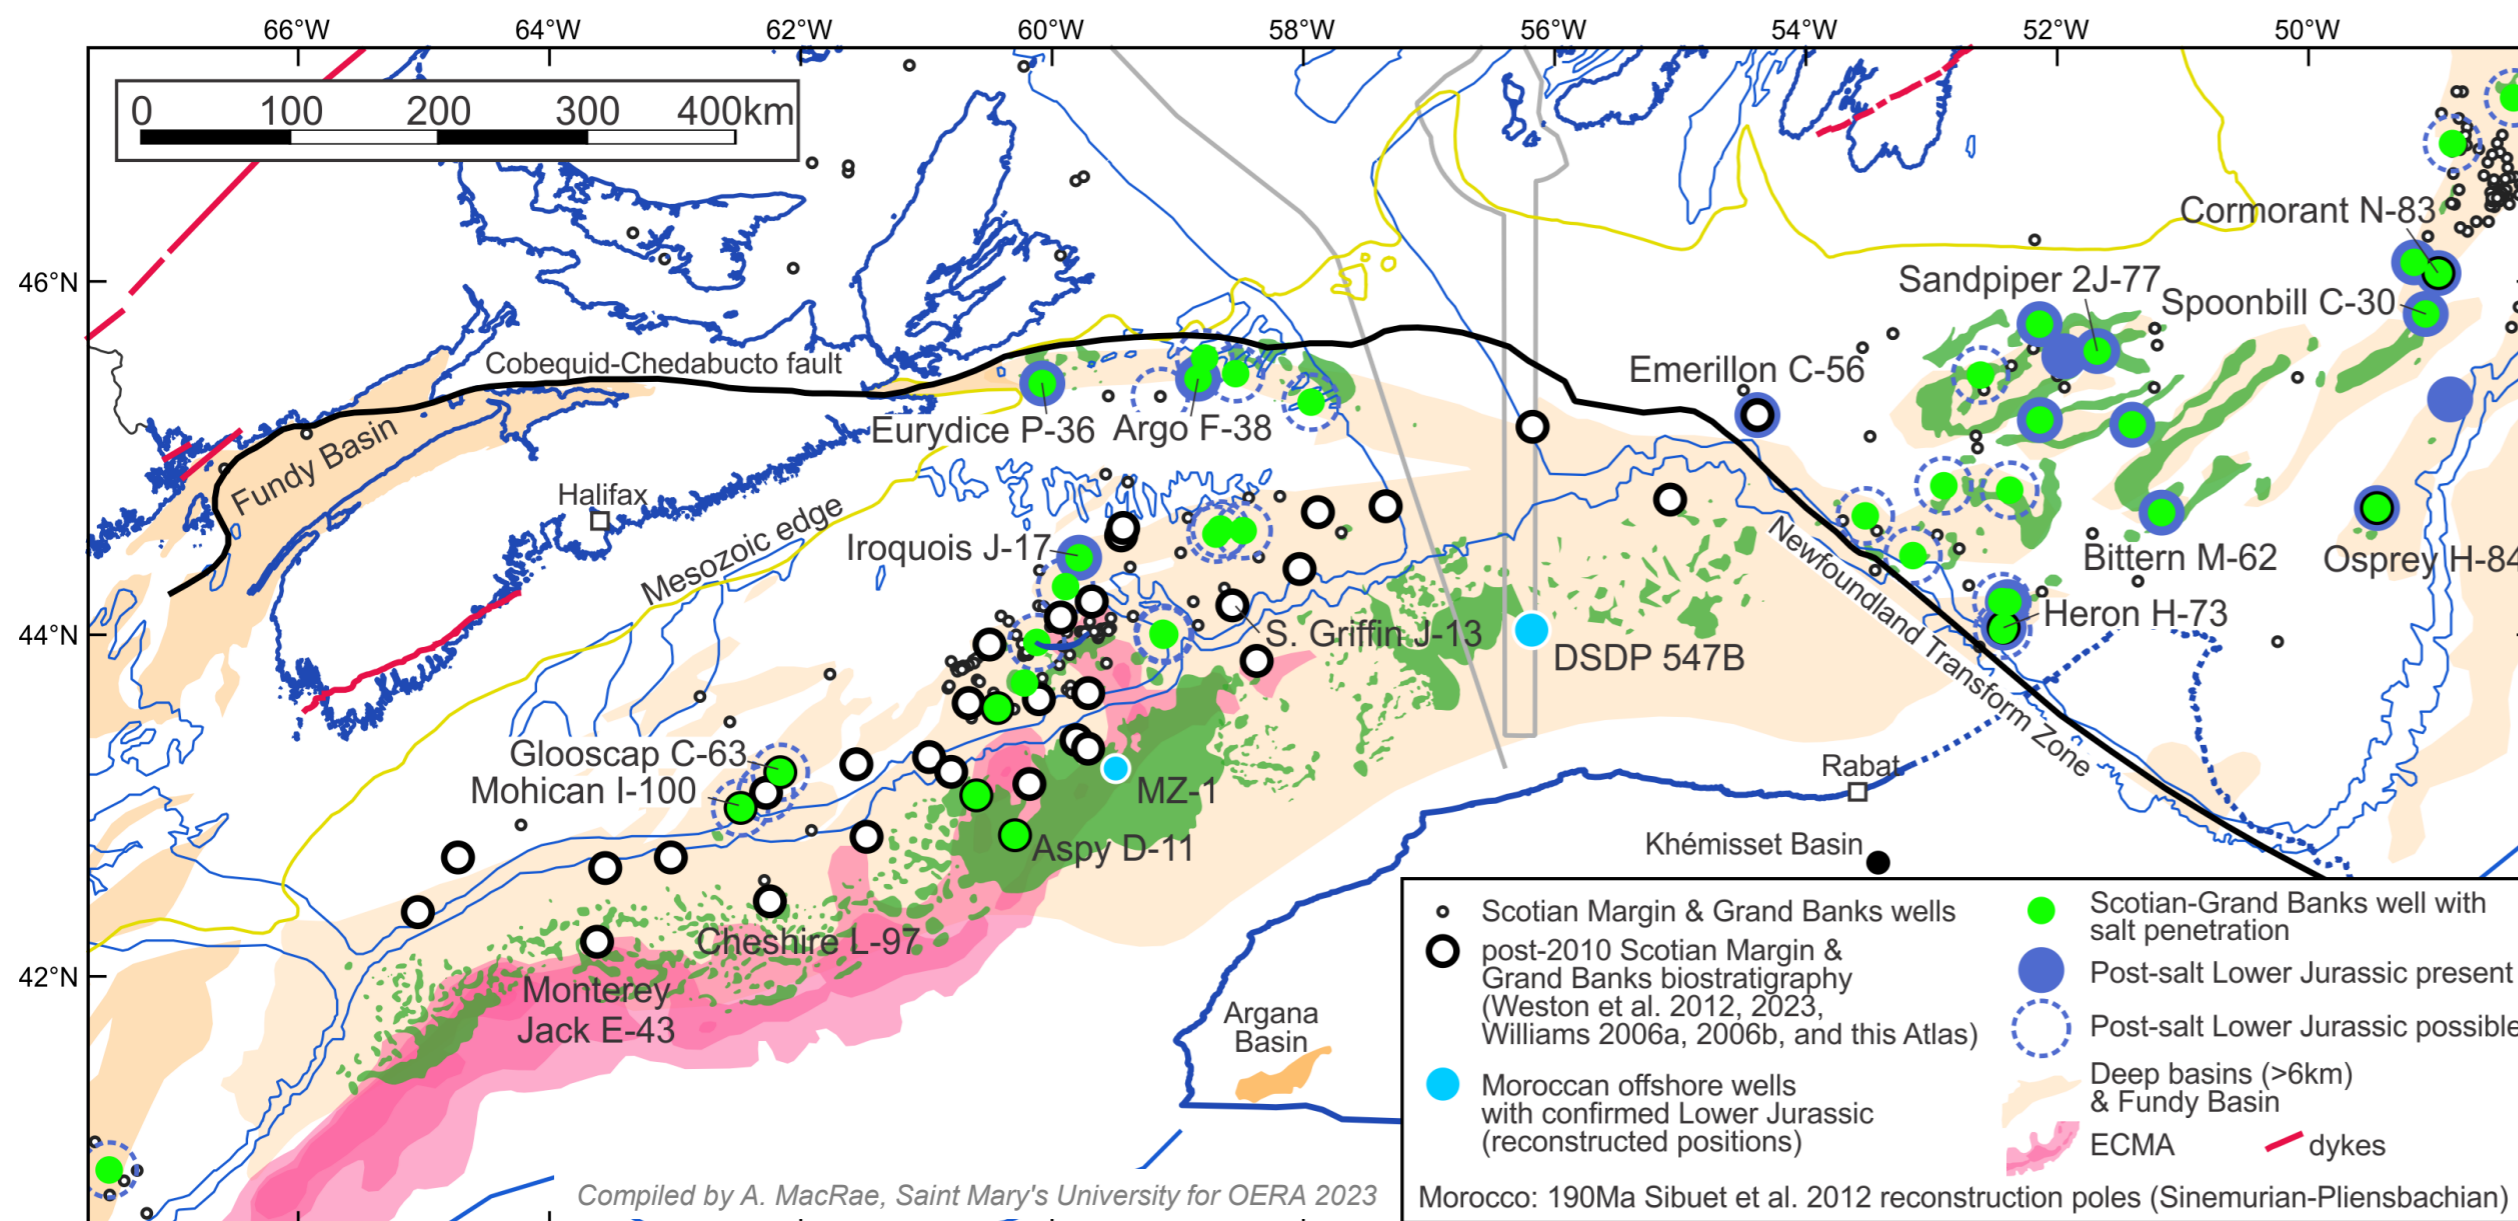 66°W 64°W 62°W 60°W 58°W 56°W 54°W 52°W 50°W
0 100 200 300 400km
46°N
44°N
42°N
Cormorant N-83
Sandpiper 2J-77
Spoonbill C-30
Cobequid-Chedabucto fault
Emerillon C-56
Eurydice P-36
Argo F-38
Fundy Basin
Halifax
Mesozoic edge
Iroquois J-17
Newfoundland Transform Zone
Bittern M-62
Osprey H-84
Heron H-73
S. Griffin J-13
DSDP 547B
Glooscap C-63
Mohican I-100
MZ-1
Rabat
Aspy D-11
Khémisset Basin
Cheshire L-97
Monterey
Jack E-43
Argana
Basin
Scotian Margin & Grand Banks wells
post-2010 Scotian Margin &
Grand Banks biostratigraphy
(Weston et al. 2012, 2023,
Williams 2006a, 2006b, and this Atlas)
Moroccan offshore wells
with confirmed Lower Jurassic
(reconstructed positions)
Scotian-Grand Banks well with
salt penetration
Post-salt Lower Jurassic present
Post-salt Lower Jurassic possible
Deep basins (>6km)
& Fundy Basin
ECMA
dykes
Morocco: 190Ma Sibuet et al. 2012 reconstruction poles (Sinemurian-Pliensbachian)
Compiled by A. MacRae, Saint Mary's University for OERA 2023